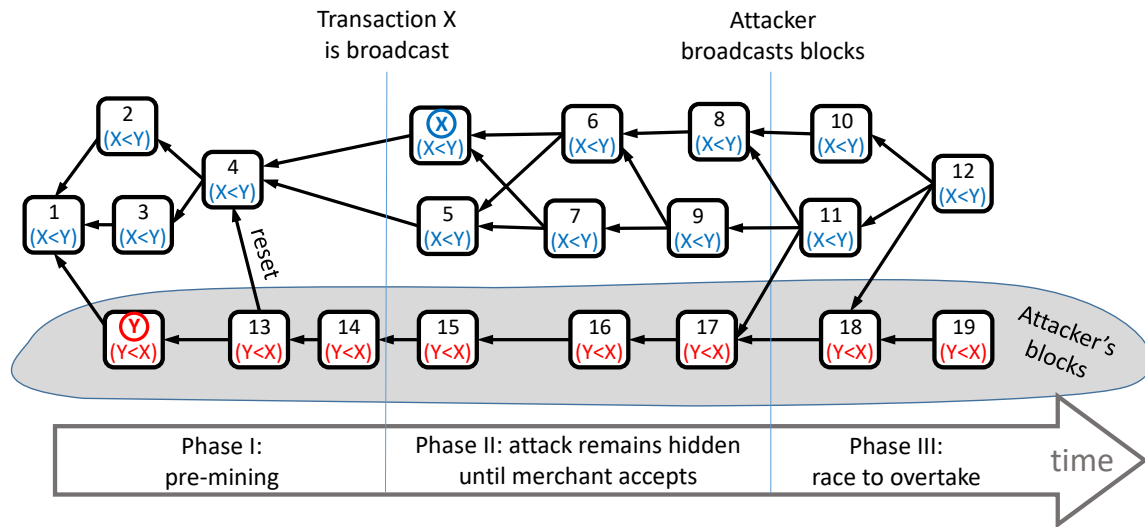 Transaction X
is broadcast
Attacker
broadcasts blocks
2
(X<Y)
X
(X<Y)
6
(X<Y)
8
(X<Y)
10
(X<Y)
4
(X<Y)
12
(X<Y)
1
(X<Y)
3
(X<Y)
5
(X<Y)
7
(X<Y)
9
(X<Y)
11
(X<Y)
reset
Y
(Y<X)
13
(Y<X)
14
(Y<X)
15
(Y<X)
16
(Y<X)
17
(Y<X)
18
(Y<X)
19
(Y<X)
Attacker's
blocks
Phase I:
pre-mining
Phase II: attack remains hidden
until merchant accepts
Phase III:
race to overtake
time